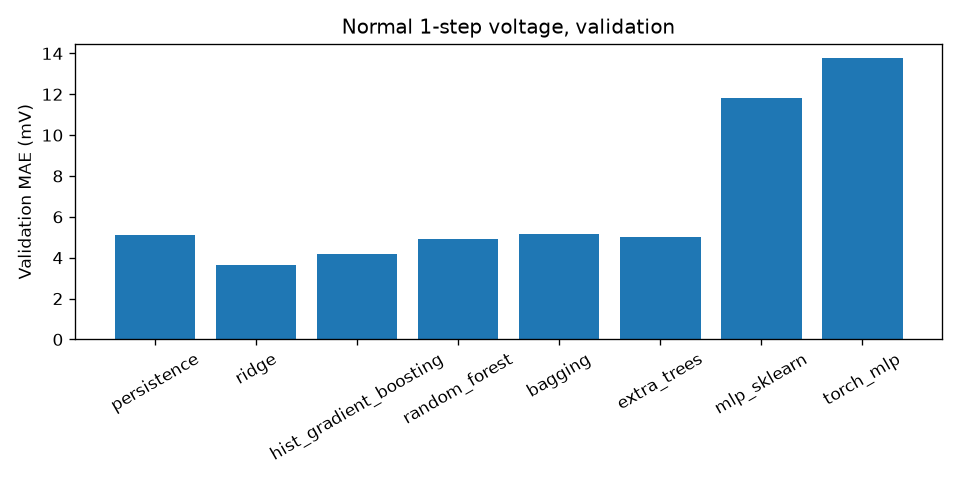 Normal 1-step voltage, validation
Validation MAE (mV)
14
12
10
8
6
4
2
0
persistence
ridge
hist_gradient_boosting
random_forest
bagging
extra_trees
mlp_sklearn
torch_mlp